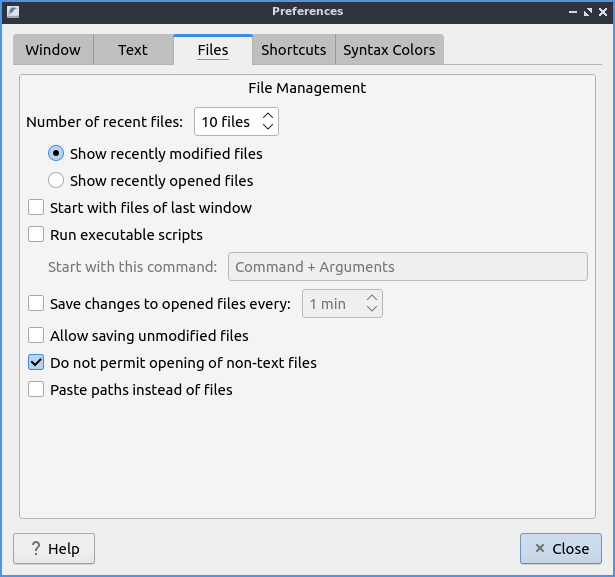 Preferences
Window Text Files Shortcuts Syntax Colors
File Management
Number of recent files: 10 files
Show recently modified files
Show recently opened files
Start with files of last window
Run executable scripts
Start with this command: Command + Arguments
Save changes to opened files every: 1 min
Allow saving unmodified files
Do not permit opening of non-text files
Paste paths instead of files
? Help × Close